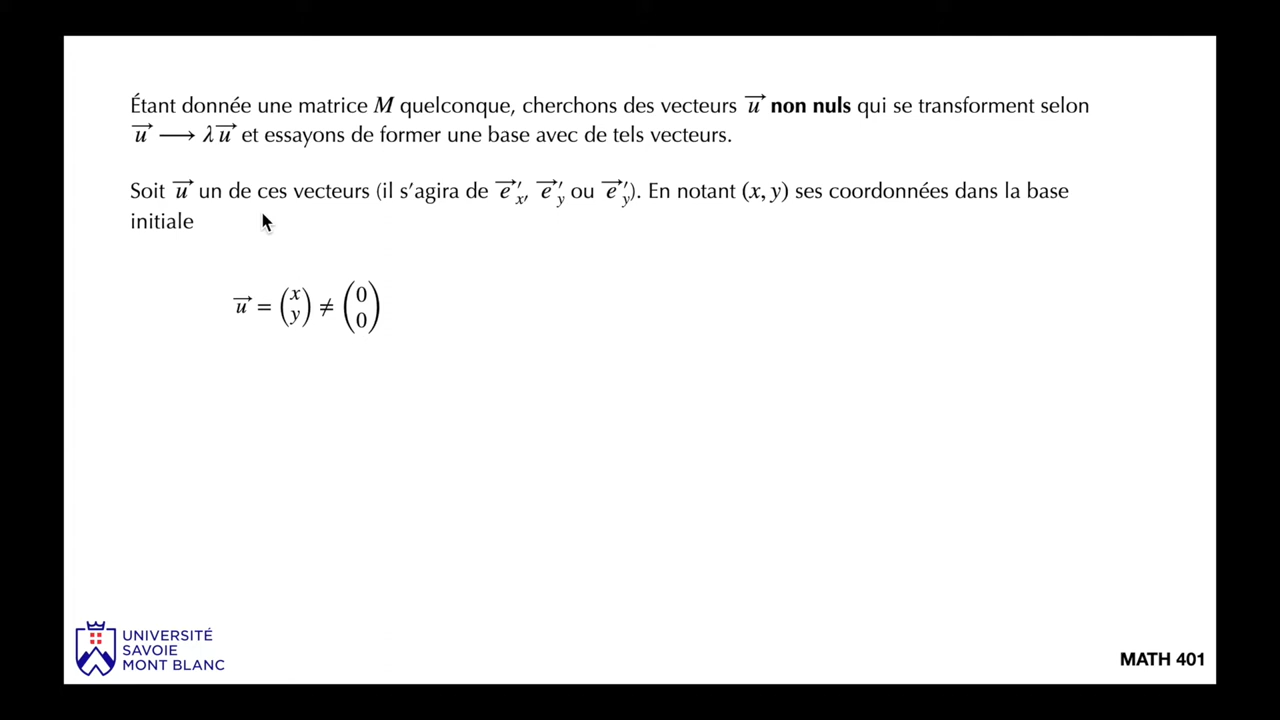 Étant donnée une matrice M quelconque, cherchons des vecteurs u⃗ non nuls qui se transforment selon
u⃗ ⟶ λu⃗ et essayons de former une base avec de tels vecteurs.
Soit u⃗ un de ces vecteurs (il s’agira de e⃗′ₓ, e⃗′_y ou e⃗′_y). En notant (x, y) ses coordonnées dans la base
initiale
u⃗ = (x y) ≠ (0 0)
UNIVERSITÉ
SAVOIE
MONT BLANC
MATH 401